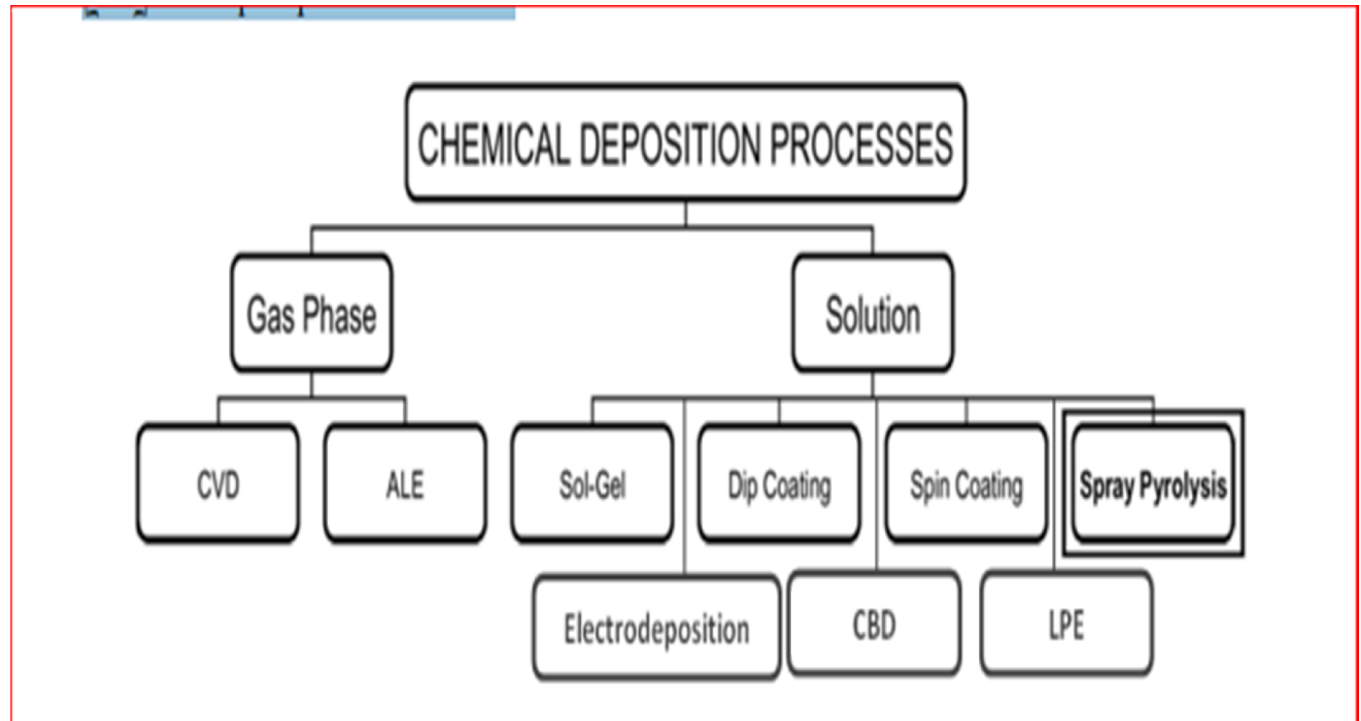 CHEMICAL DEPOSITION PROCESSES
Gas Phase
Solution
CVD
ALE
Sol-Gel
Dip Coating
Spin Coating
Spray Pyrolysis
Electrodeposition
CBD
LPE